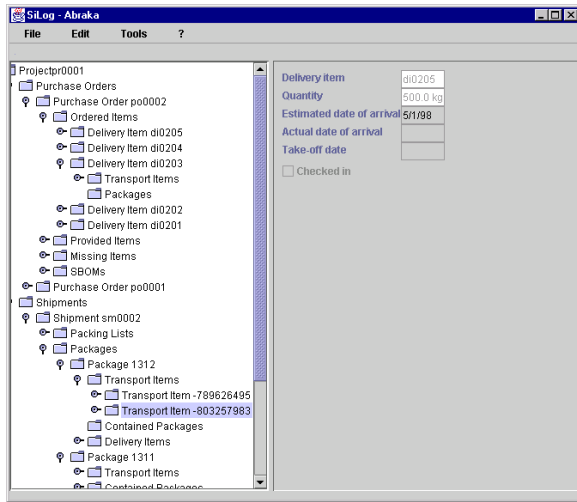 SiLog - Abraka
File Edit Tools ?
Projectpr0001
Purchase Orders
Purchase Order po0002
Ordered Items
Delivery Item di0205
Delivery Item di0204
Delivery Item di0203
Transport Items
Packages
Delivery Item di0202
Delivery Item di0201
Provided Items
Missing Items
SBOMs
Purchase Order po0001
Shipments
Shipment sm0002
Packing Lists
Packages
Package 1312
Transport Items
Transport Item -789626495
Transport Item -803257983
Contained Packages
Delivery Items
Package 1311
Transport Items
Contained Packages
Delivery item di0205
Quantity 500.0 kg
Estimated date of arrival 5/1/98
Actual date of arrival
Take-off date
Checked in